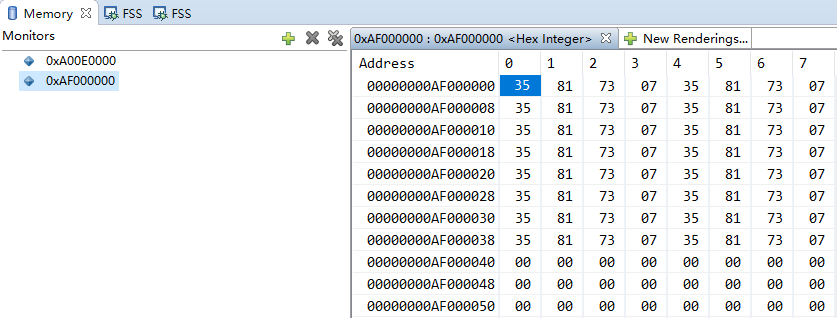 Memory FSS FSS
Monitors
0xA00E0000
0xAF000000
0xAF000000 : 0xAF000000 <Hex Integer> New Renderings...
Address 0 1 2 3 4 5 6 7
00000000AF000000 35 81 73 07 35 81 73 07
00000000AF000008 35 81 73 07 35 81 73 07
00000000AF000010 35 81 73 07 35 81 73 07
00000000AF000018 35 81 73 07 35 81 73 07
00000000AF000020 35 81 73 07 35 81 73 07
00000000AF000028 35 81 73 07 35 81 73 07
00000000AF000030 35 81 73 07 35 81 73 07
00000000AF000038 35 81 73 07 35 81 73 07
00000000AF000040 00 00 00 00 00 00 00 00
00000000AF000048 00 00 00 00 00 00 00 00
00000000AF000050 00 00 00 00 00 00 00 00